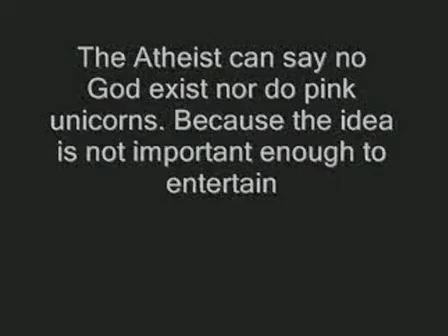 The Atheist can say no
God exist nor do pink
unicorns. Because the idea
is not important enough to
entertain